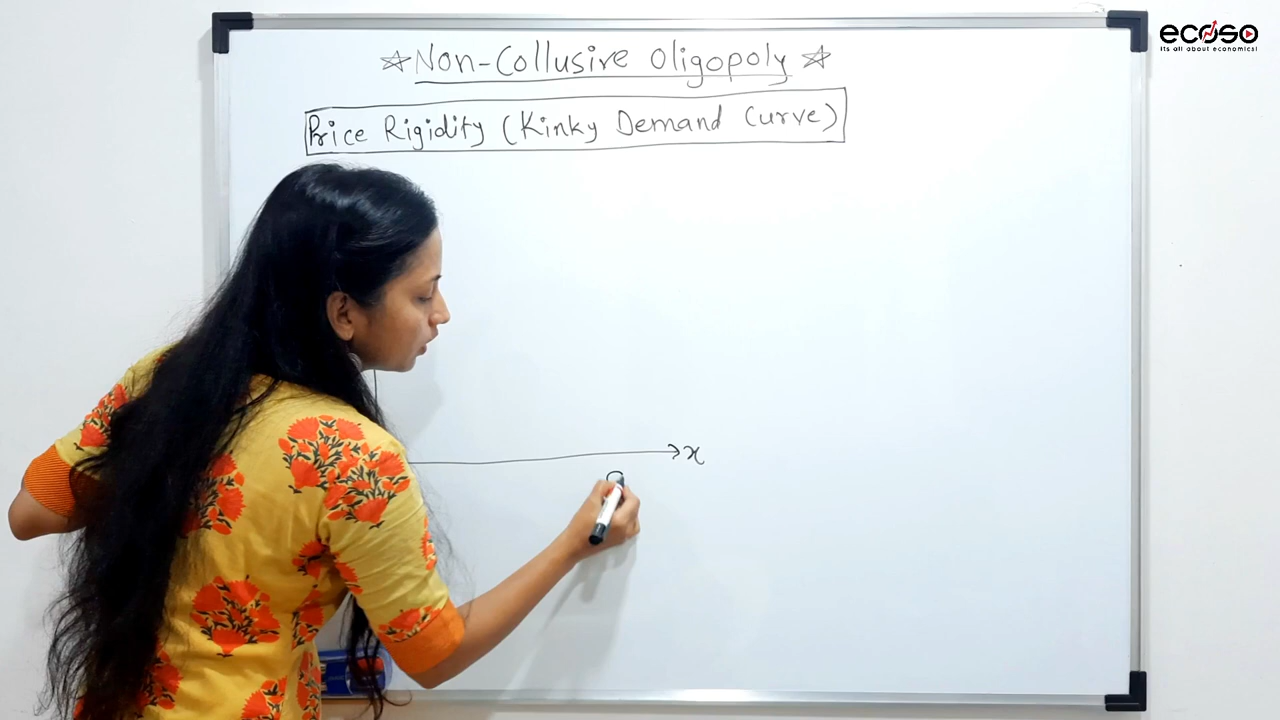 ecoso
its all about economics!
☆ Non-Collusive Oligopoly ☆
Price Rigidity (Kinky Demand Curve)
x